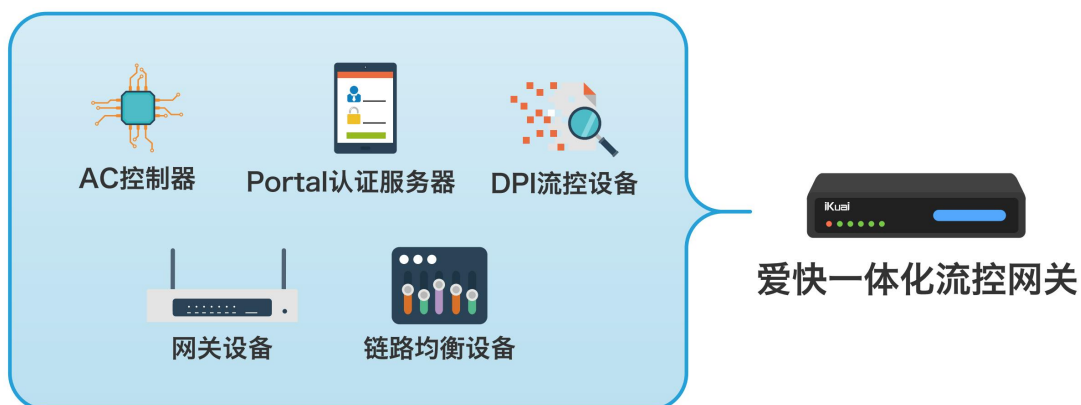 AC控制器
Portal认证服务器
DPI流控设备
网关设备
链路均衡设备
iKuai
爱快一体化流控网关